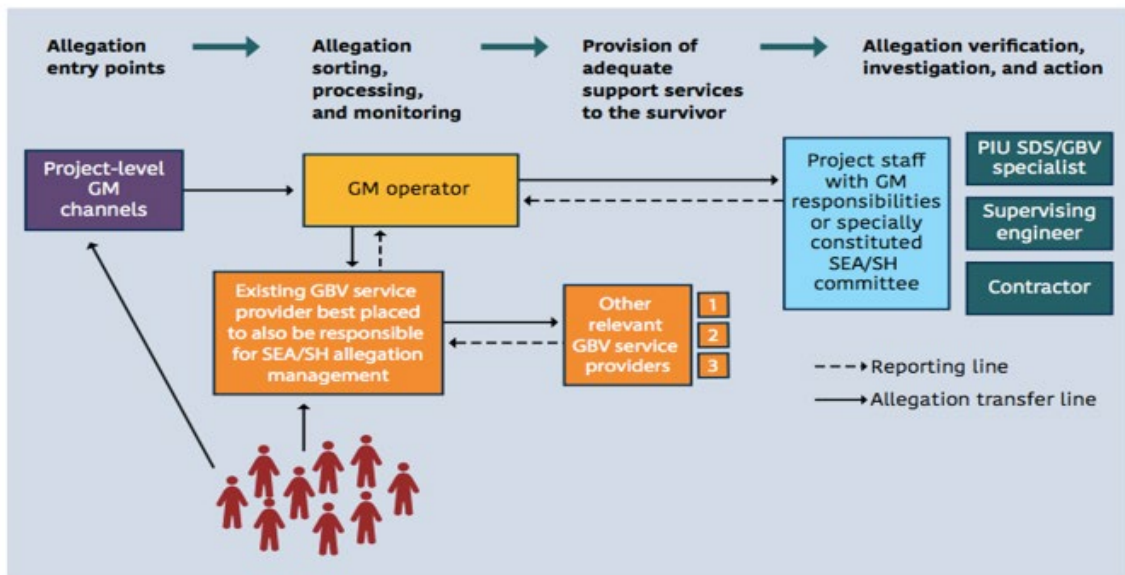 Allegation
entry points
Allegation
sorting,
processing,
and monitoring
Provision of
adequate
support services
to the survivor
Allegation verification,
investigation, and action
Project-level
GM
channels
GM operator
Project staff
with GM
responsibilities
or specially
constituted
SEA/SH
committee
PIU SDS/GBV
specialist
Supervising
engineer
Contractor
Existing GBV service
provider best placed
to also be responsible
for SEA/SH allegation
management
Other
relevant
GBV service
providers
1
2
3
Reporting line
Allegation transfer line